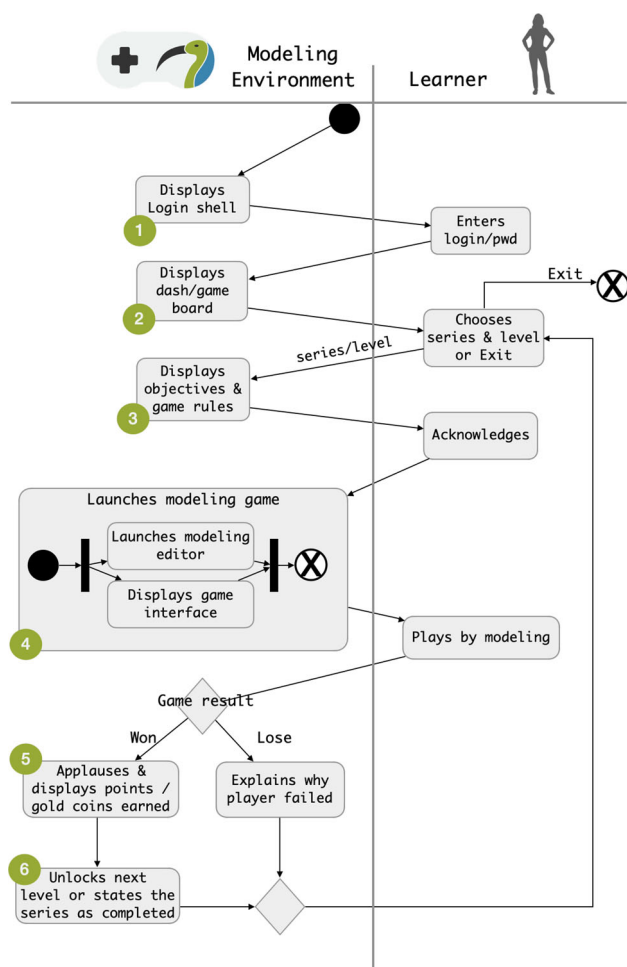 Modeling
Environment
Learner
Displays
Login shell
1
Enters
login/pwd
Displays
dash/game
board
2
Exit
X
Chooses
series & level
or Exit
series/level
Displays
objectives &
game rules
3
Acknowledges
Launches modeling game
Launches modeling
editor
X
Displays game
interface
4
Plays by modeling
Game result
Won
Lose
5
Applauses &
displays points /
gold coins earned
Explains why
player failed
6
Unlocks next
level or states the
series as completed